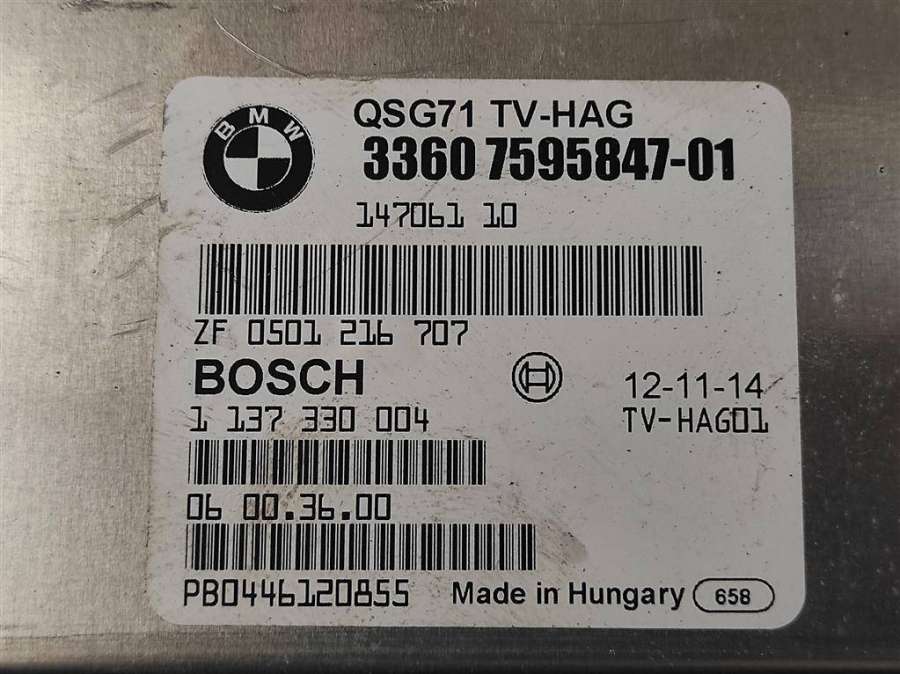 BMW
QSG71 TV-HAG
3360 7595847-01
147061 10
ZF 0501 216 707
BOSCH
12-11-14
1 137 330 004
TV-HAG01
06 00.36.00
PB0446120855
Made in Hungary
658